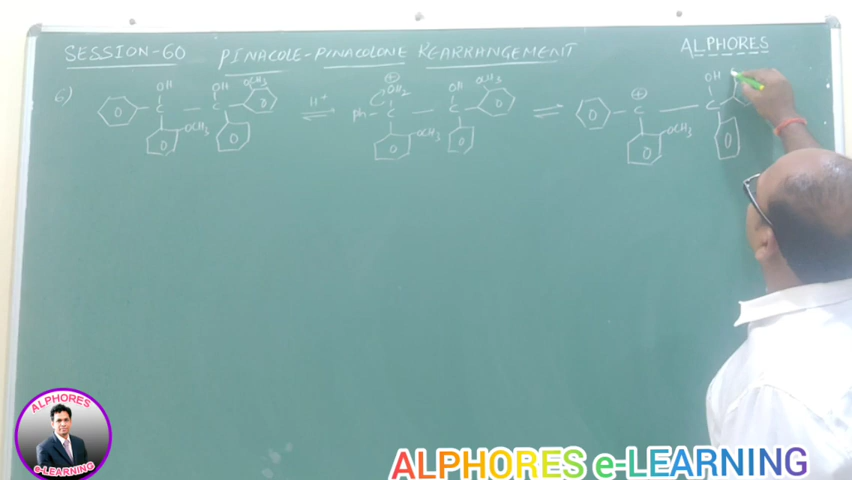 SESSION-60 PINACOLE-PINACOLONE REARRANGEMENT ALPHORES
6) OH OH OCH3 H+ ⊕ OH2 OH OCH3 ⊕ OH
C — C Ph — C — C C — C
OCH3 OCH3 OCH3
ALPHORES
e-LEARNING
ALPHORES e-LEARNING